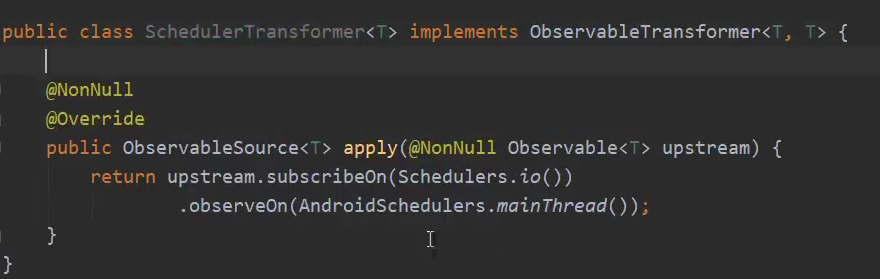 public class SchedulerTransformer<T> implements ObservableTransformer<T, T> {
@NonNull
@Override
public ObservableSource<T> apply(@NonNull Observable<T> upstream) {
return upstream.subscribeOn(Schedulers.io())
.observeOn(AndroidSchedulers.mainThread());
}
}